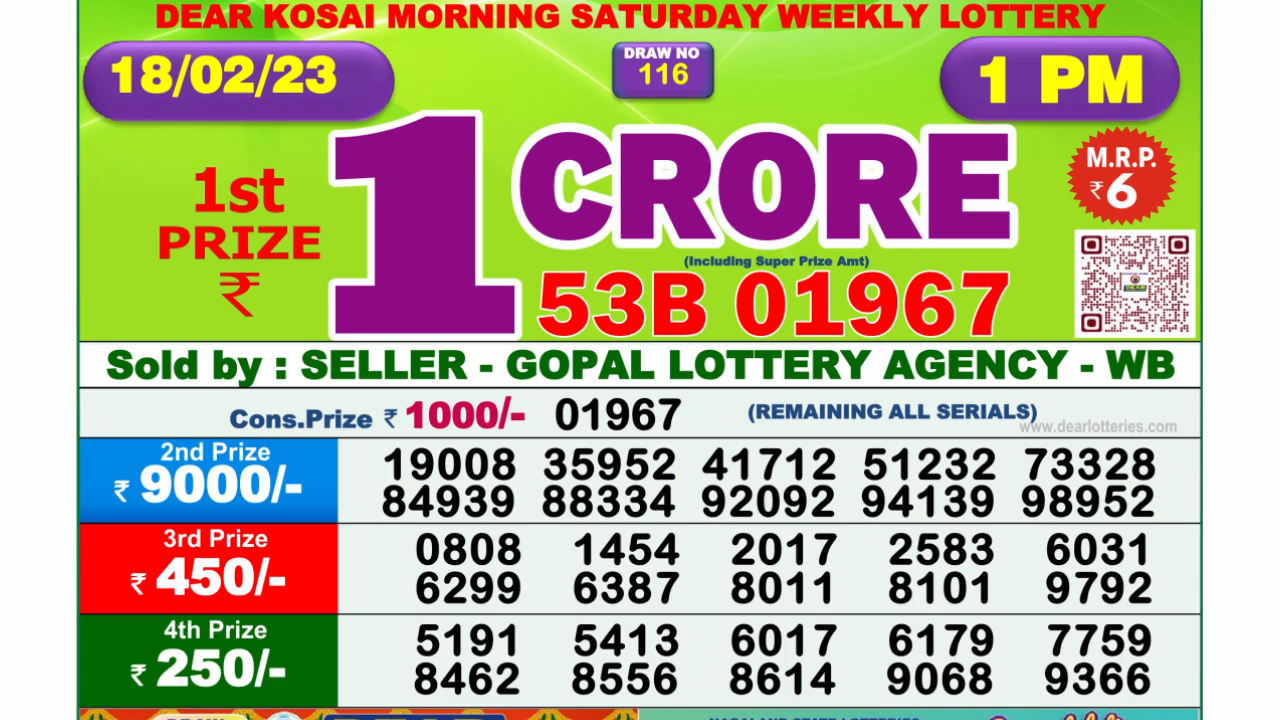 DEAR KOSAI MORNING SATURDAY WEEKLY LOTTERY
18/02/23
DRAW NO
116
1 PM
1st
PRIZE
₹
1 CRORE
M.R.P.
₹ 6
(Including Super Prize Amt)
53B 01967
Sold by : SELLER - GOPAL LOTTERY AGENCY - WB
Cons.Prize ₹ 1000/- 01967 (REMAINING ALL SERIALS)
www.dearlotteries.com
2nd Prize
₹ 9000/-
19008 35952 41712 51232 73328
84939 88334 92092 94139 98952
3rd Prize
₹ 450/-
0808 1454 2017 2583 6031
6299 6387 8011 8101 9792
4th Prize
₹ 250/-
5191 5413 6017 6179 7759
8462 8556 8614 9068 9366